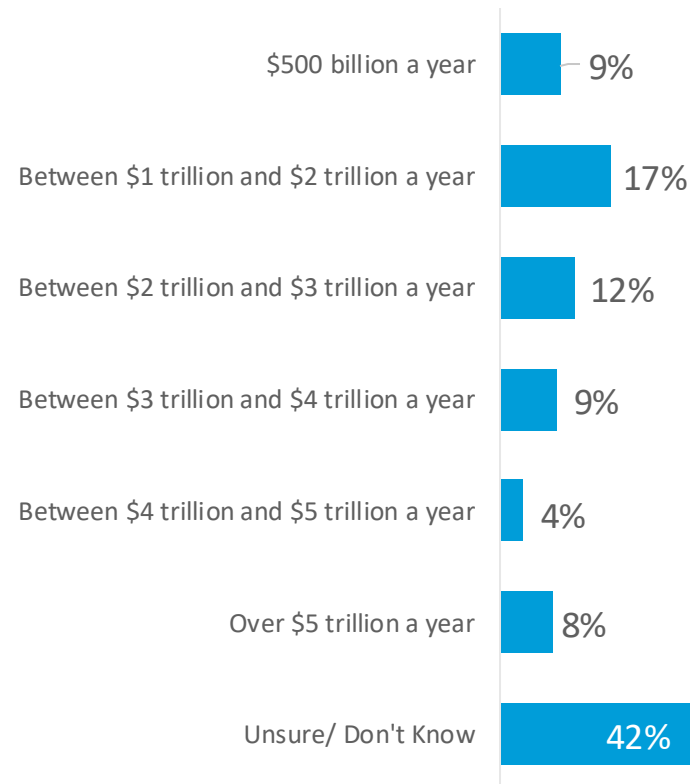 $500 billion a year 9%
Between $1 trillion and $2 trillion a year 17%
Between $2 trillion and $3 trillion a year 12%
Between $3 trillion and $4 trillion a year 9%
Between $4 trillion and $5 trillion a year 4%
Over $5 trillion a year 8%
Unsure/ Don't Know 42%